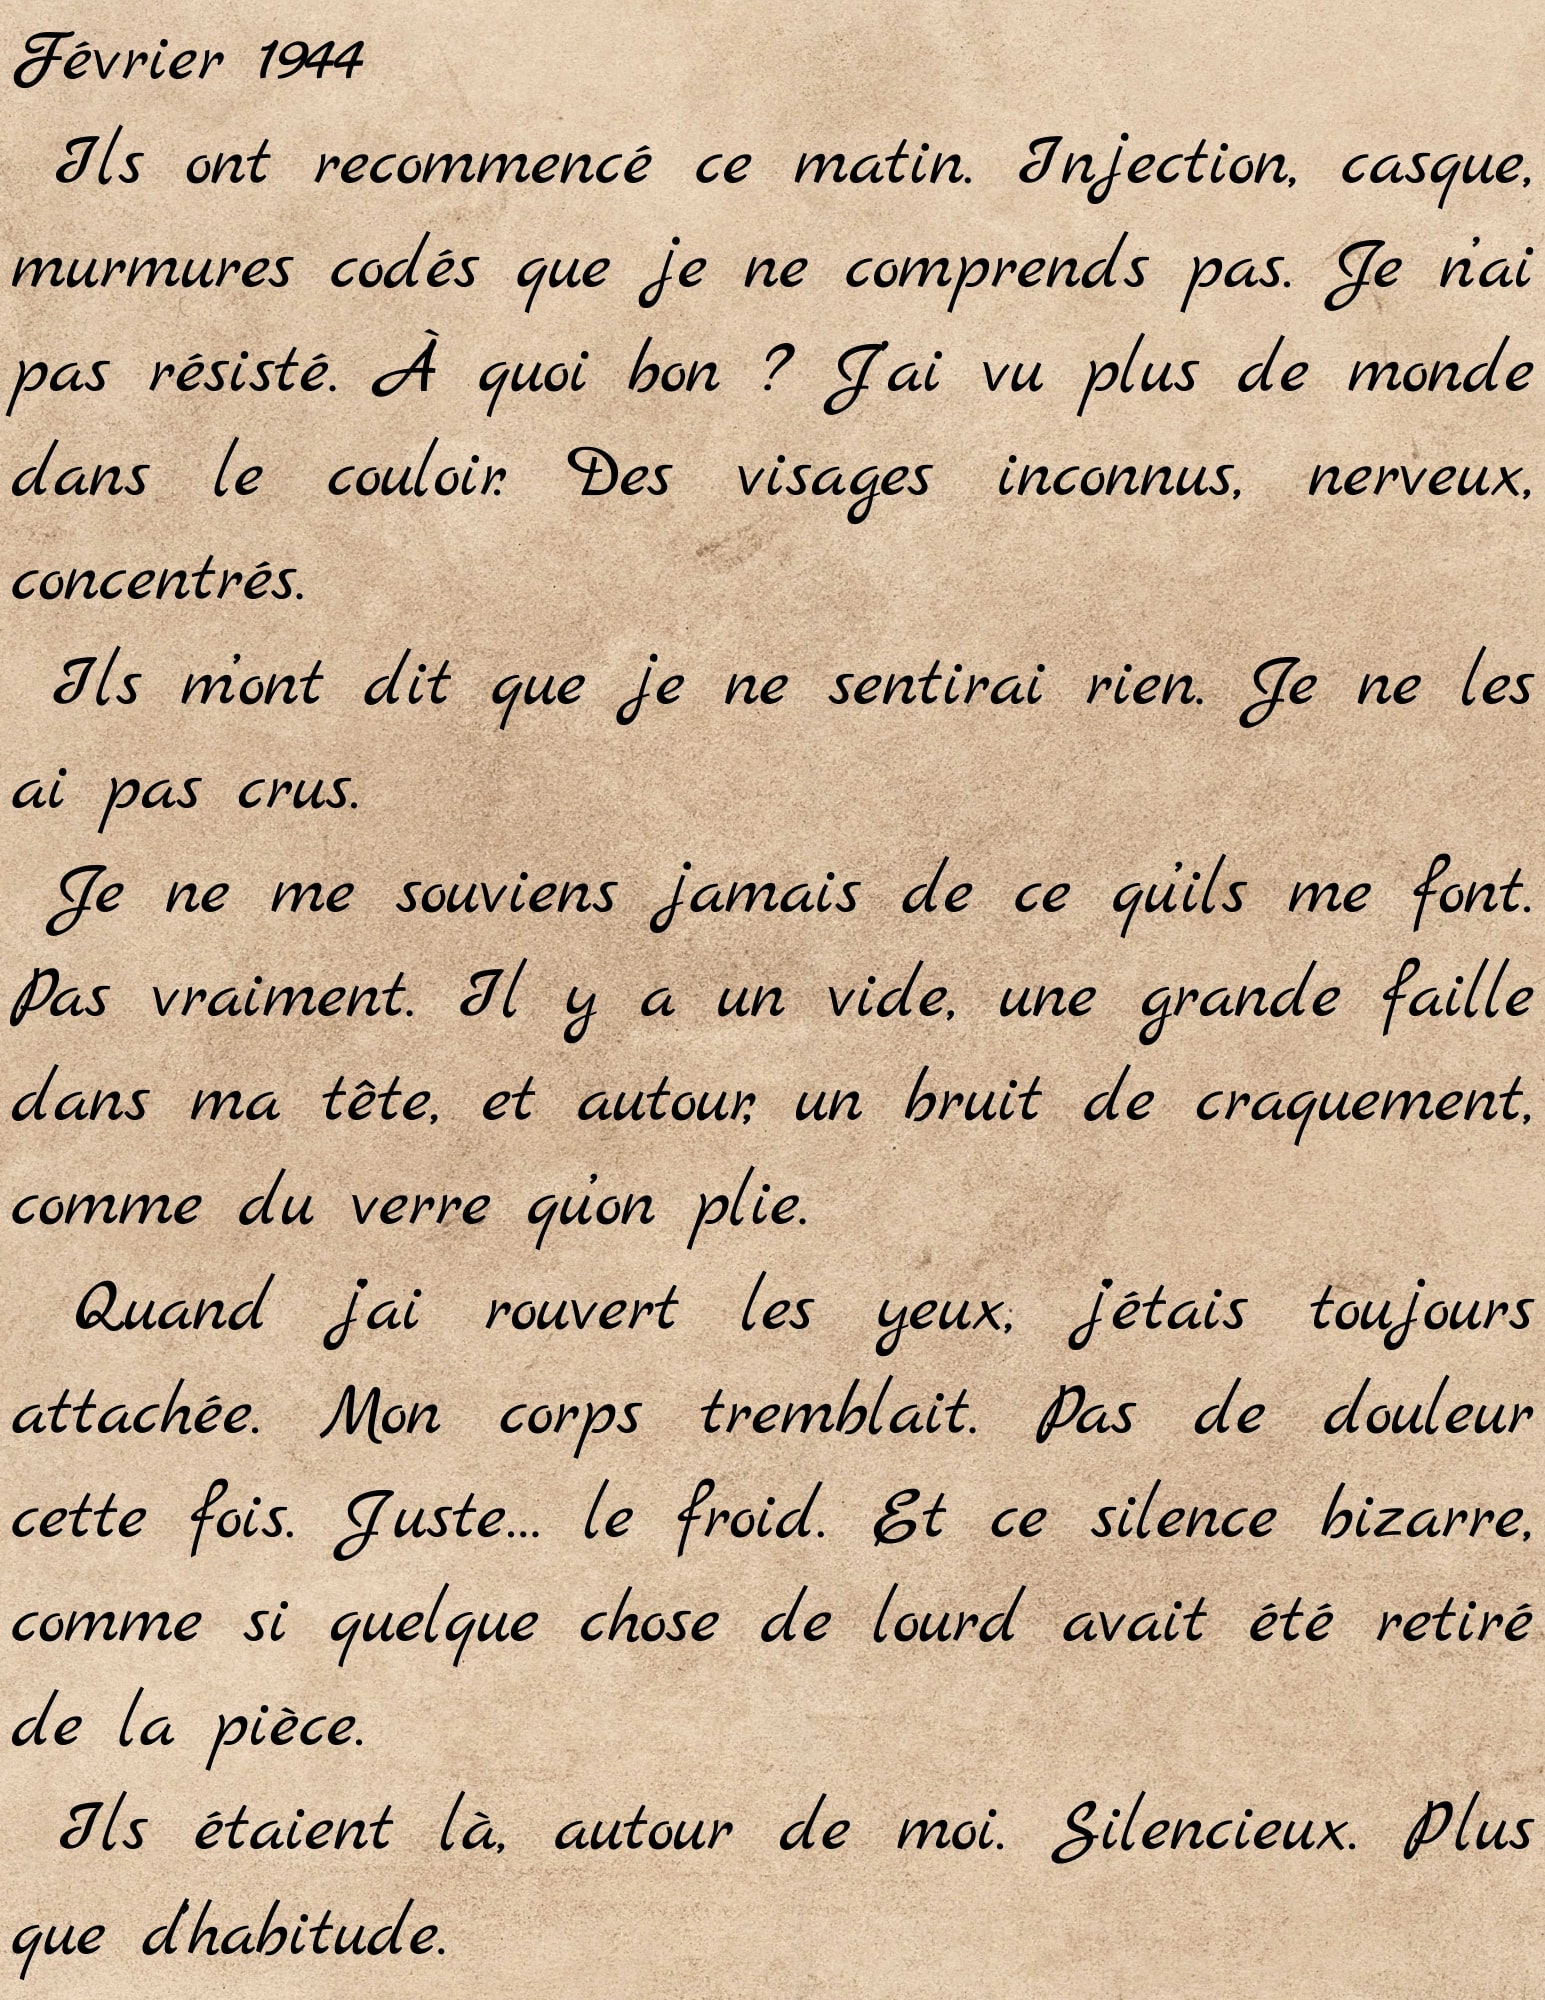 Février 1944
Ils ont recommencé ce matin. Injection, casque,
murmures codés que je ne comprends pas. Je n'ai
pas résisté. À quoi bon ? J'ai vu plus de monde
dans le couloir. Des visages inconnus, nerveux,
concentrés.
Ils m'ont dit que je ne sentirai rien. Je ne les
ai pas crus.
Je ne me souviens jamais de ce qu'ils me font.
Pas vraiment. Il y a un vide, une grande faille
dans ma tête, et autour, un bruit de craquement,
comme du verre qu'on plie.
Quand j'ai rouvert les yeux, j'étais toujours
attachée. Mon corps tremblait. Pas de douleur
cette fois. Juste... le froid. Et ce silence bizarre,
comme si quelque chose de lourd avait été retiré
de la pièce.
Ils étaient là, autour de moi. Silencieux. Plus
que d'habitude.